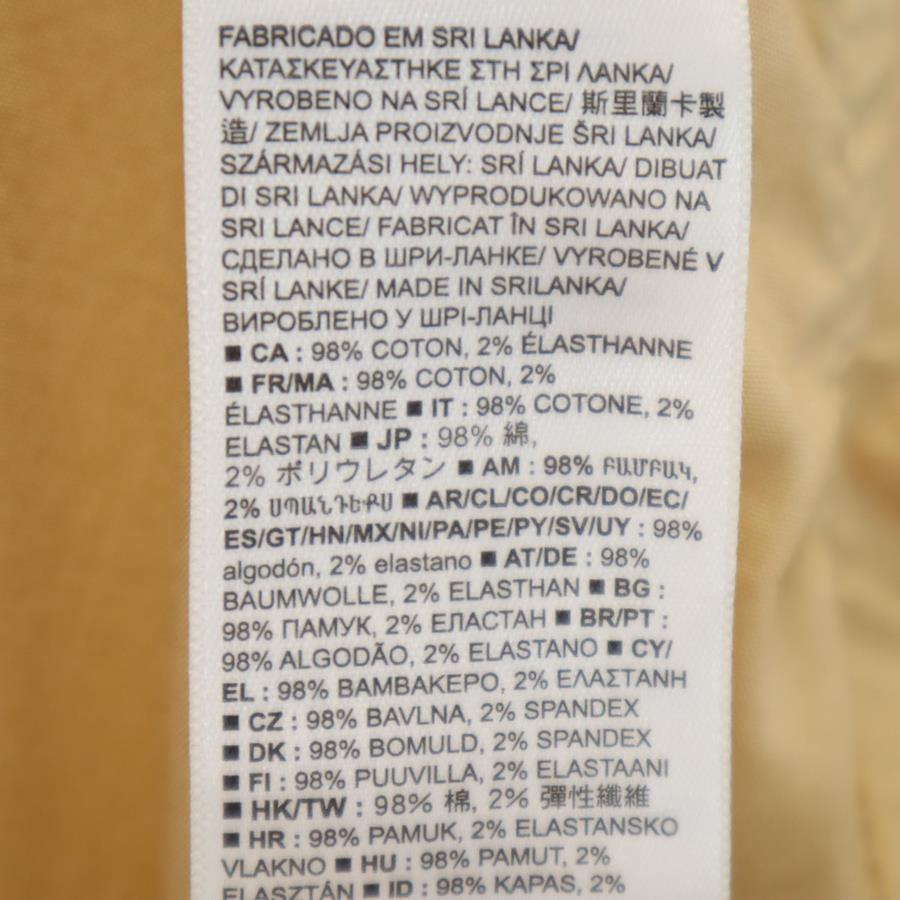 FABRICADO EM SRI LANKA/
ΚΑΤΑΣΚΕΥΑΣΤΗΚΕ ΣΤΗ ΣΡΙ ΛΑΝΚΑ/
VYROBENO NA SRÍ LANCE/ 斯里蘭卡製
造/ ZEMLJA PROIZVODNJE ŠRI LANKA/
SZÁRMAZÁSI HELY: SRÍ LANKA/ DIBUAT
DI SRI LANKA/ WYPRODUKOWANO NA
SRI LANCE/ FABRICAT ÎN SRI LANKA/
СДЕЛАНО В ШРИ-ЛАНКЕ/ VYROBENÉ V
SRÍ LANKE/ MADE IN SRILANKA/
ВИРОБЛЕНО У ШРІ-ЛАНЦІ
■ CA : 98% COTON, 2% ÉLASTHANNE
■ FR/MA : 98% COTON, 2%
ÉLASTHANNE ■ IT : 98% COTONE, 2%
ELASTAN ■ JP : 98% 綿,
2% ポリウレタン ■ AM : 98% ԲԱՄԲԱԿ,
2% ՍՊԱՆԴԵՔՍ ■ AR/CL/CO/CR/DO/EC/
ES/GT/HN/MX/NI/PA/PE/PY/SV/UY : 98%
algodón, 2% elastano ■ AT/DE : 98%
BAUMWOLLE, 2% ELASTHAN ■ BG :
98% ПАМУК, 2% ЕЛАСТАН ■ BR/PT :
98% ALGODÃO, 2% ELASTANO ■ CY/
EL : 98% ΒΑΜΒΑΚΕΡΟ, 2% ΕΛΑΣΤΑΝΗ
■ CZ : 98% BAVLNA, 2% SPANDEX
■ DK : 98% BOMULD, 2% SPANDEX
■ FI : 98% PUUVILLA, 2% ELASTAANI
■ HK/TW : 98% 棉, 2% 彈性纖維
■ HR : 98% PAMUK, 2% ELASTANSKO
VLAKNO ■ HU : 98% PAMUT, 2%
ELASZTÁN ■ ID : 98% KAPAS, 2%